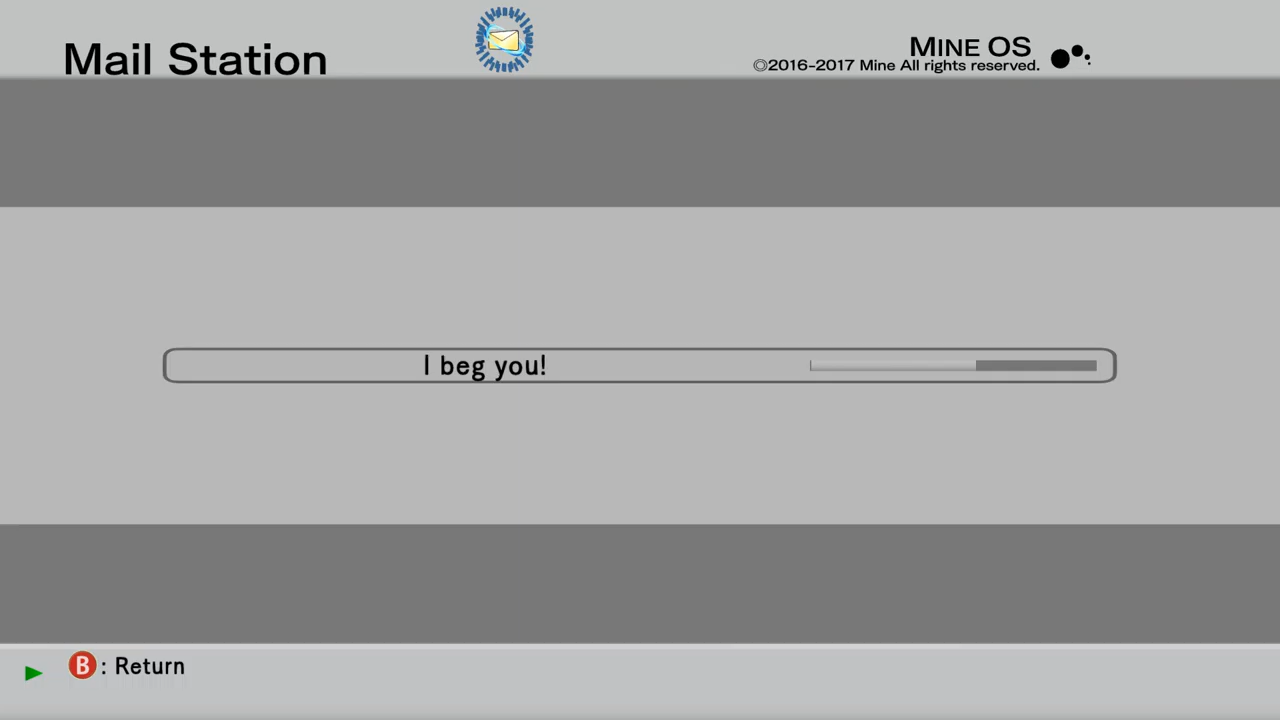 Mail Station
MINE OS
©2016-2017 Mine All rights reserved.
I beg you!
B : Return